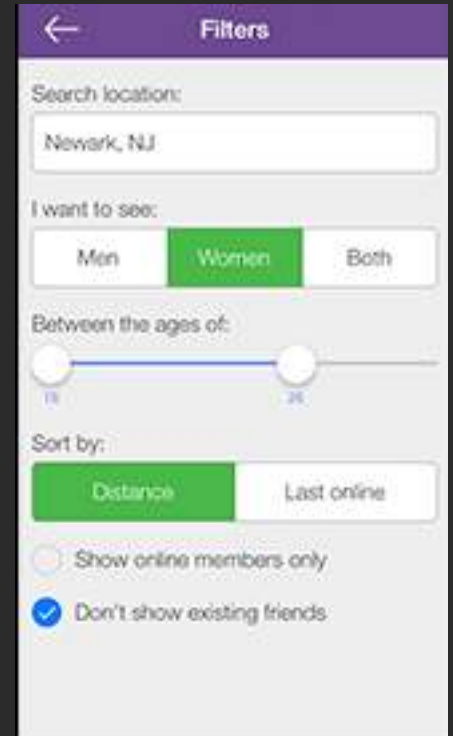 Filters
Search location:
Newark, NJ
I want to see:
Men Women Both
Between the ages of:
Sort by:
Distance Last online
Show online members only
Don't show existing friends